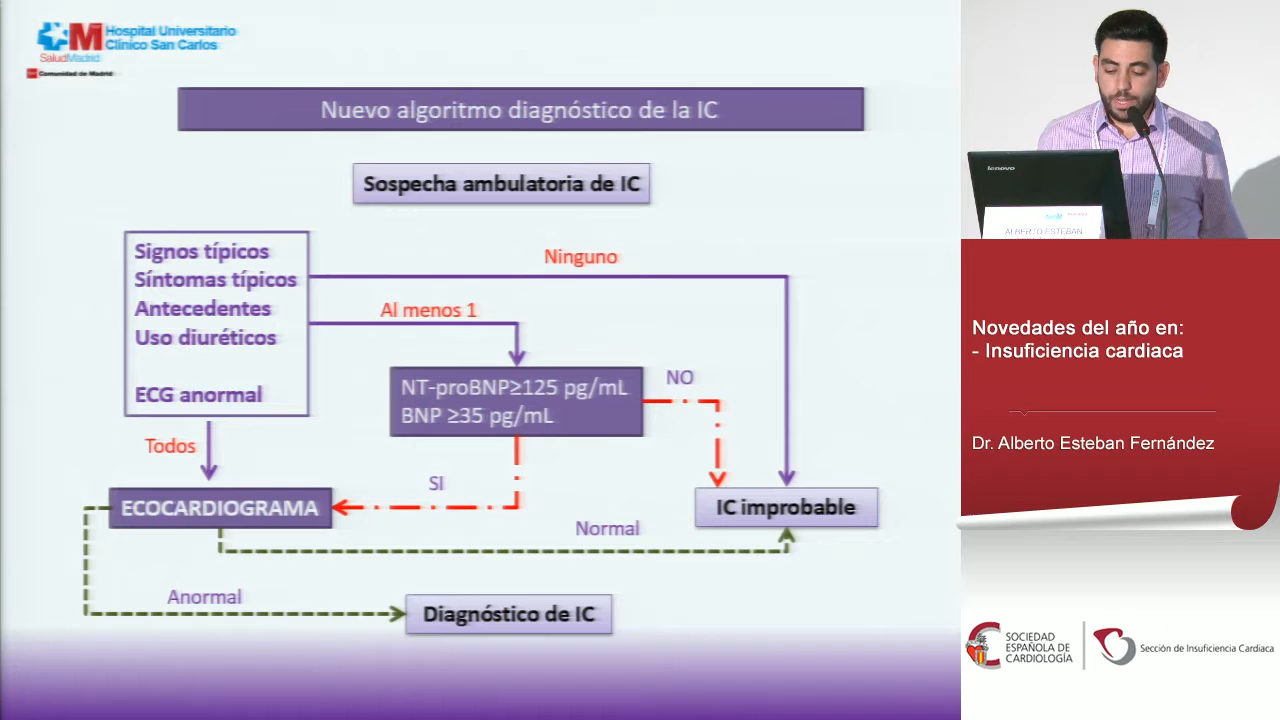 Hospital Universitario
Clínico San Carlos
SaludMadrid
Comunidad de Madrid
Nuevo algoritmo diagnóstico de la IC
Sospecha ambulatoria de IC
Signos típicos
Síntomas típicos
Antecedentes
Uso diuréticos
ECG anormal
Ninguno
Al menos 1
NT-proBNP≥125 pg/mL
BNP ≥35 pg/mL
NO
Todos
SI
ECOCARDIOGRAMA
IC improbable
Normal
Anormal
Diagnóstico de IC
lenovo
ALBERTO ESTEBAN
Novedades del año en:
- Insuficiencia cardiaca
Dr. Alberto Esteban Fernández
SOCIEDAD
ESPAÑOLA DE
CARDIOLOGÍA
Sección de Insuficiencia Cardiaca